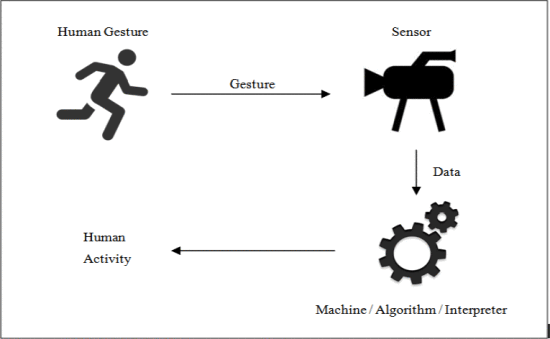 Human Gesture
Sensor
Gesture
Data
Human
Activity
Machine / Algorithm / Interpreter